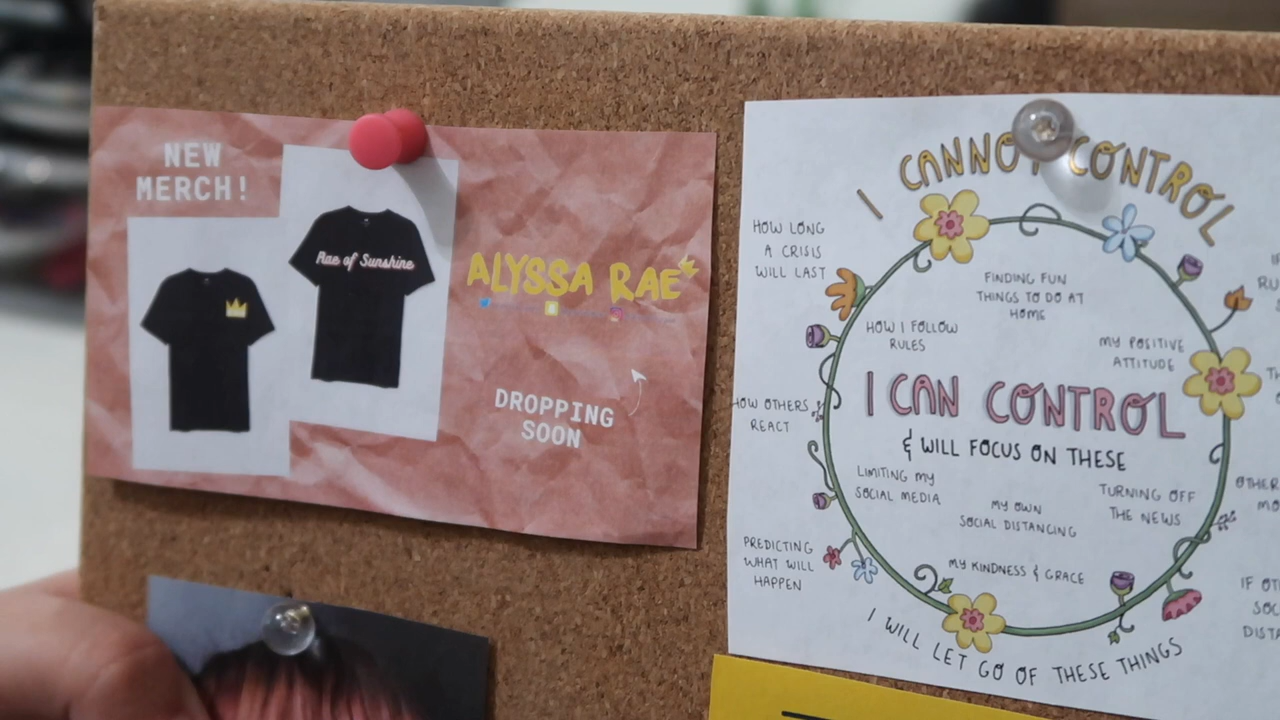 NEW
MERCH!
Rae of Sunshine
ALYSSA RAE
DROPPING
SOON
I CANNOT CONTROL
HOW LONG
A CRISIS
WILL LAST
FINDING FUN
THINGS TO DO AT
HOME
HOW I FOLLOW
RULES
MY POSITIVE
ATTITUDE
HOW OTHERS
REACT
I CAN CONTROL
& WILL FOCUS ON THESE
LIMITING MY
SOCIAL MEDIA
MY OWN
SOCIAL DISTANCING
TURNING OFF
THE NEWS
PREDICTING
WHAT WILL
HAPPEN
MY KINDNESS & GRACE
I WILL LET GO OF THESE THINGS